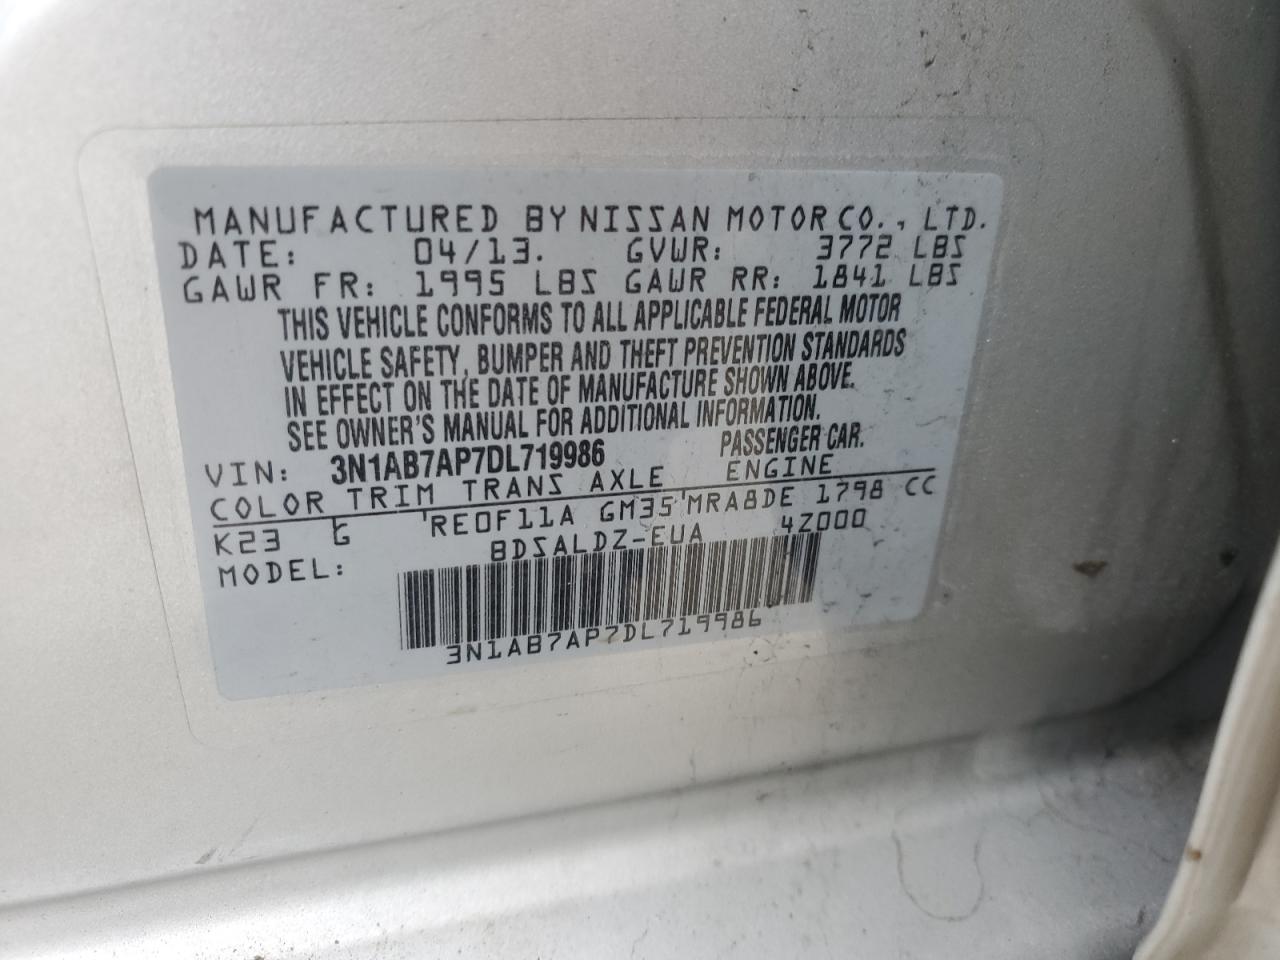 MANUFACTURED BY NISSAN MOTOR CO., LTD.
DATE: 04/13. GVWR: 3772 LBS
GAWR FR: 1995 LBS GAWR RR: 1841 LBS
THIS VEHICLE CONFORMS TO ALL APPLICABLE FEDERAL MOTOR
VEHICLE SAFETY, BUMPER AND THEFT PREVENTION STANDARDS
IN EFFECT ON THE DATE OF MANUFACTURE SHOWN ABOVE.
SEE OWNER'S MANUAL FOR ADDITIONAL INFORMATION.
VIN: 3N1AB7AP7DL719986 PASSENGER CAR.
COLOR TRIM TRANS AXLE ENGINE
K23 G RE0F11A GM35 MRA8DE 1798 CC
MODEL: BDSALDZ-EUA 4Z000
3N1AB7AP7DL719986